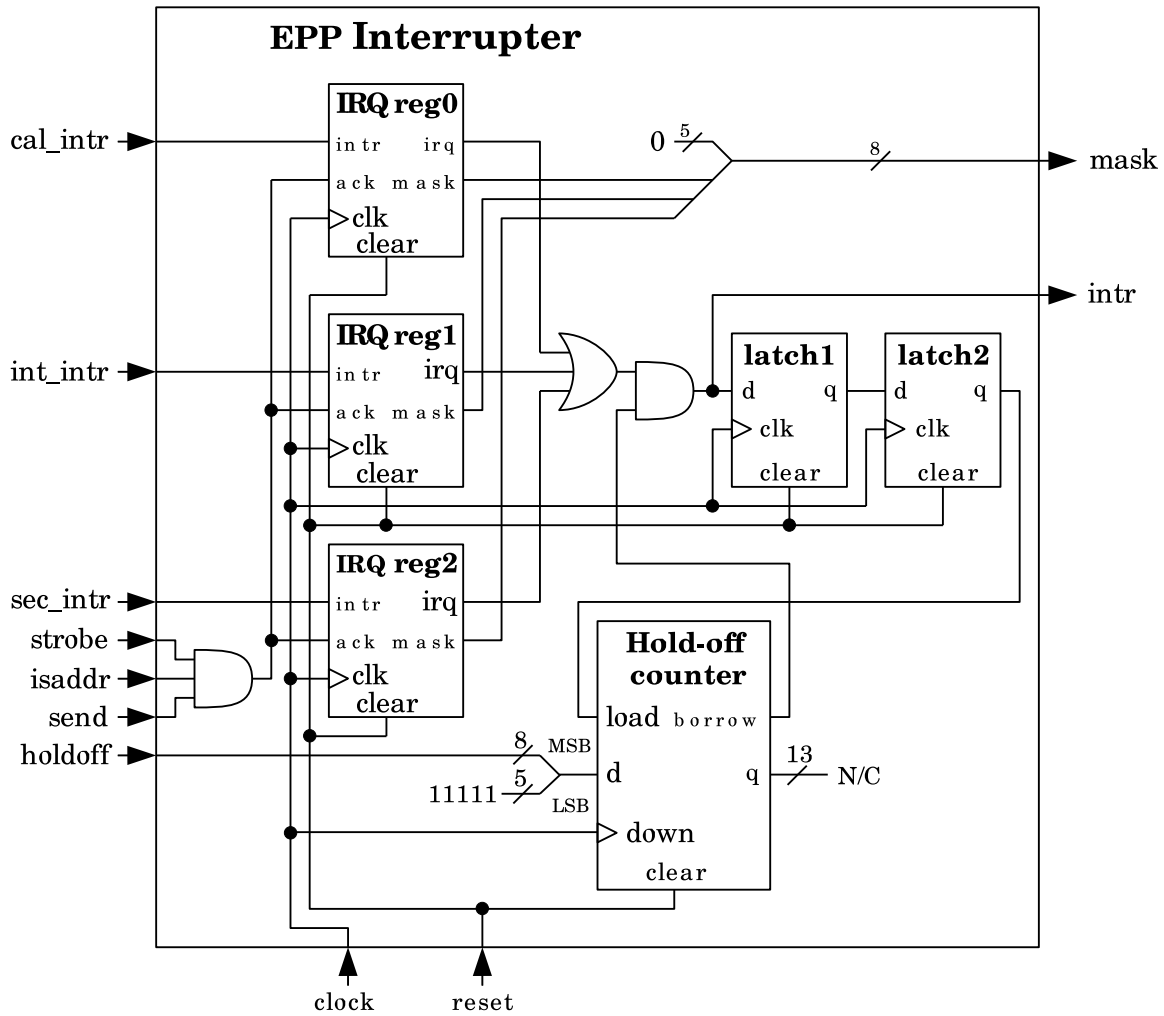 EPP Interrupter
IRQ reg0
cal_intr
intr irq
0 5
8
mask
ack mask
clk
clear
intr
IRQ reg1
int_intr
intr irq
ack mask
clk
clear
latch1
d q
clk
clear
latch2
d q
clk
clear
IRQ reg2
sec_intr
intr irq
strobe
ack mask
isaddr
clk
send
clear
holdoff
8 MSB
11111 5
LSB
Hold-off
counter
load borrow
d q
13
N/C
down
clear
clock
reset